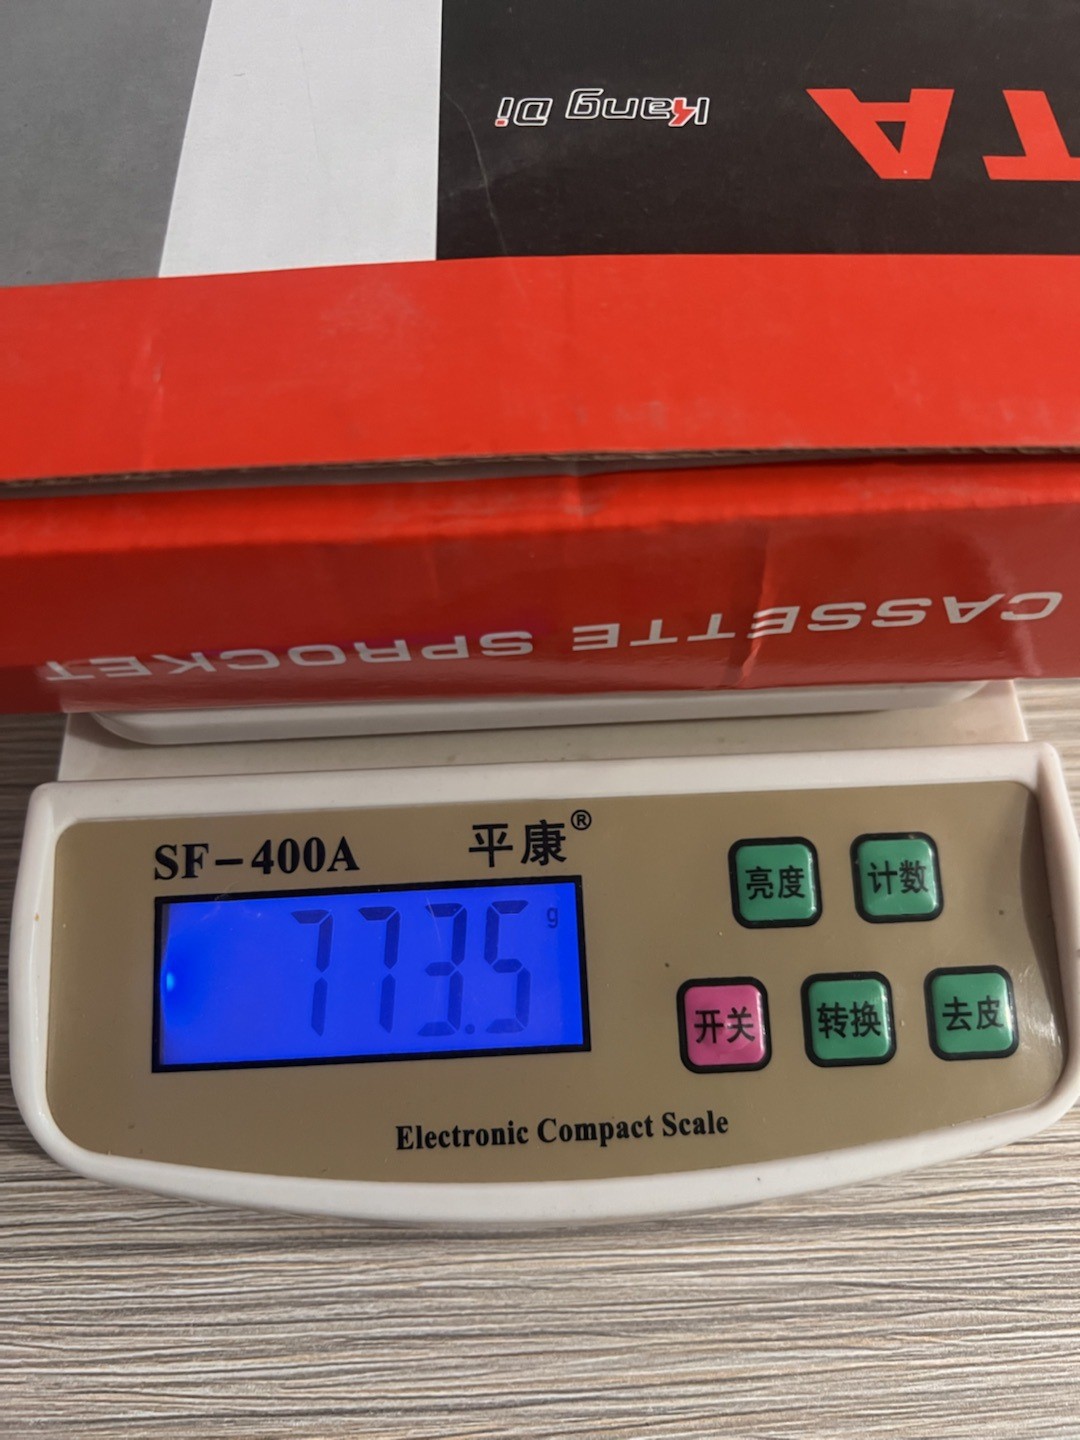 Kang Di
TA
CASSETTE SPROCKET
SF-400A
平康®
773.5 g
亮度
计数
开关
转换
去皮
Electronic Compact Scale